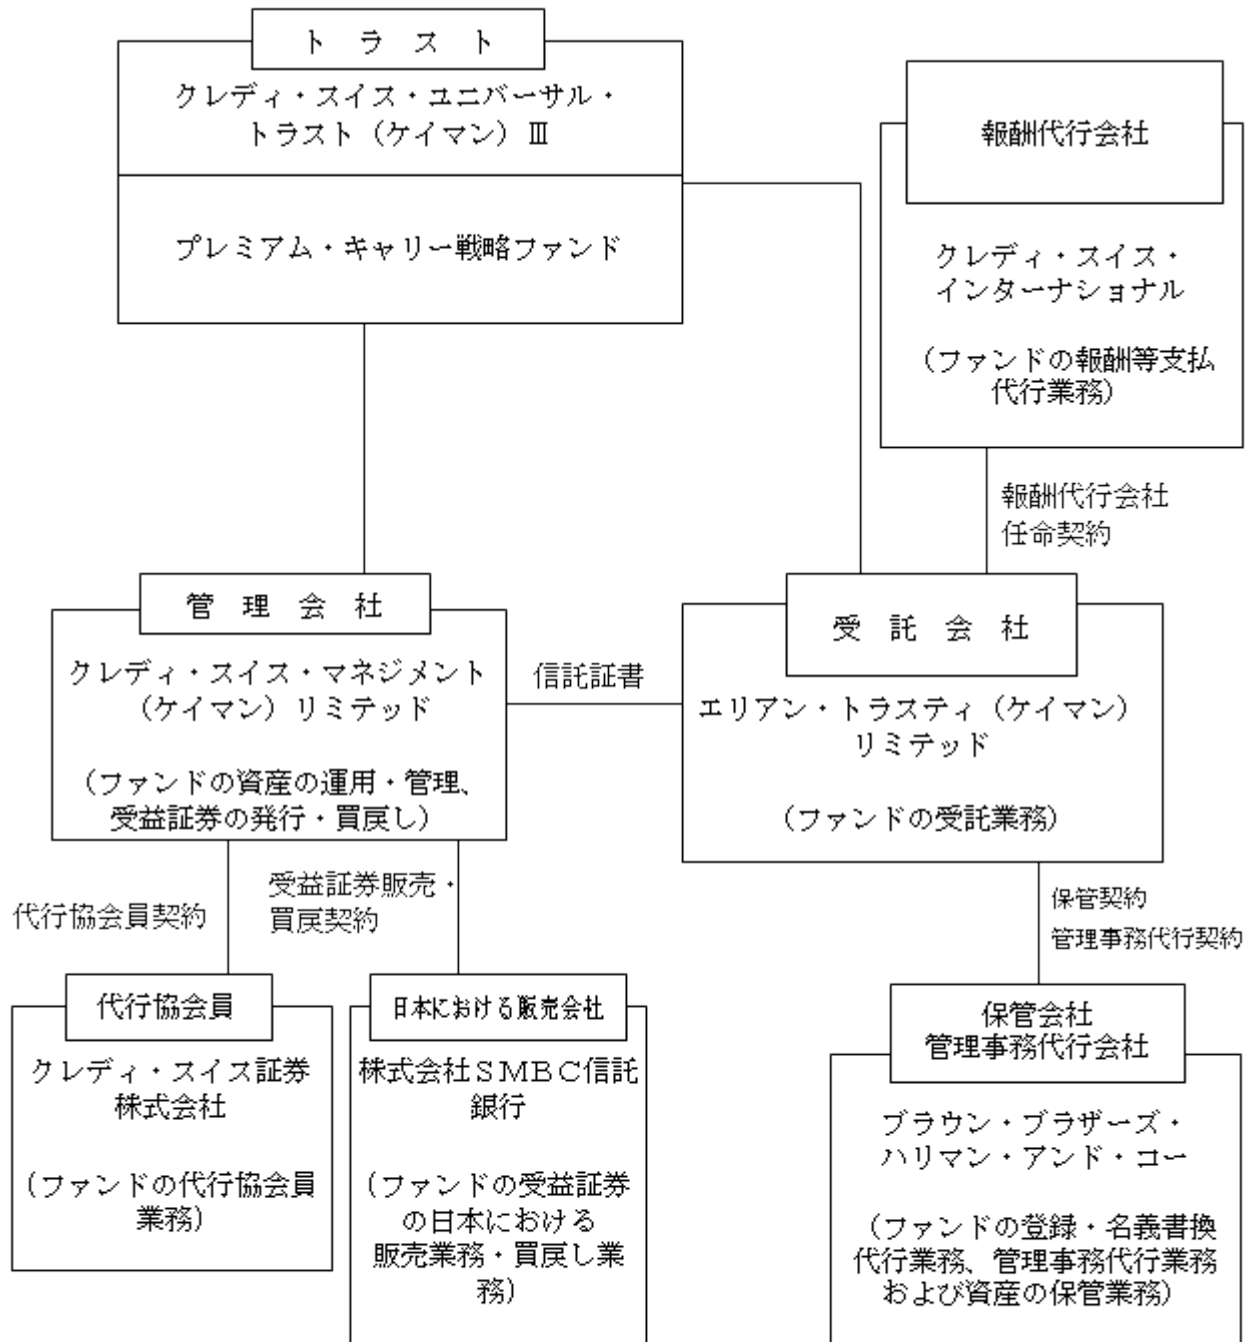 トラスト
クレディ・スイス・ユニバーサル・
トラスト（ケイマン）Ⅲ
プレミアム・キャリー戦略ファンド
報酬代行会社
クレディ・スイス・
インターナショナル
（ファンドの報酬等支払
代行業務）
報酬代行会社
任命契約
管理会社
クレディ・スイス・マネジメント
（ケイマン）リミテッド
（ファンドの資産の運用・管理、
受益証券の発行・買戻し）
信託証書
受託会社
エリアン・トラスティ（ケイマン）
リミテッド
（ファンドの受託業務）
代行協会員契約
受益証券販売・
買戻契約
保管契約
管理事務代行契約
代行協会員
クレディ・スイス証券
株式会社
（ファンドの代行協会員
業務）
日本における販売会社
株式会社ＳＭＢＣ信託
銀行
（ファンドの受益証券
の日本における
販売業務・買戻し業
務）
保管会社
管理事務代行会社
ブラウン・ブラザーズ・
ハリマン・アンド・コー
（ファンドの登録・名義書換
代行業務、管理事務代行業務
および資産の保管業務）